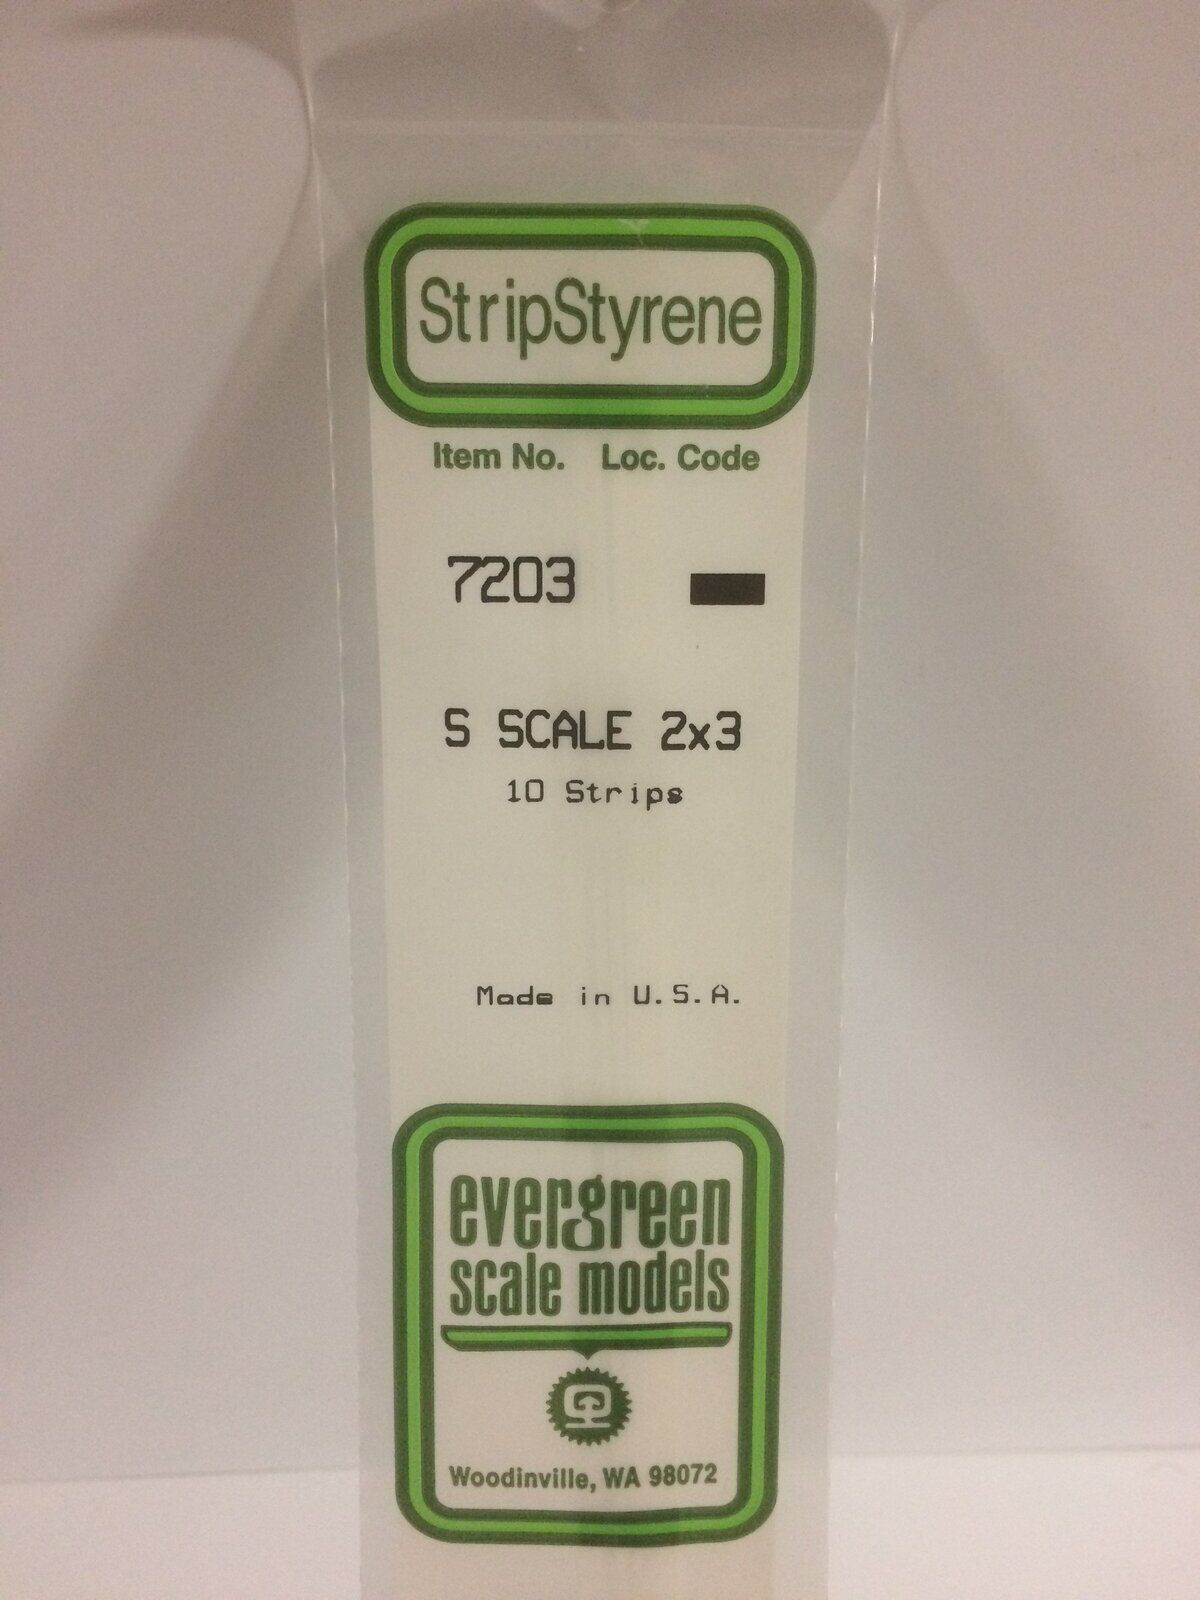 StripStyrene
Item No. Loc. Code
7203
S SCALE 2x3
10 Strips
Made in U.S.A.
evergreen
scale models
Woodinville, WA 98072